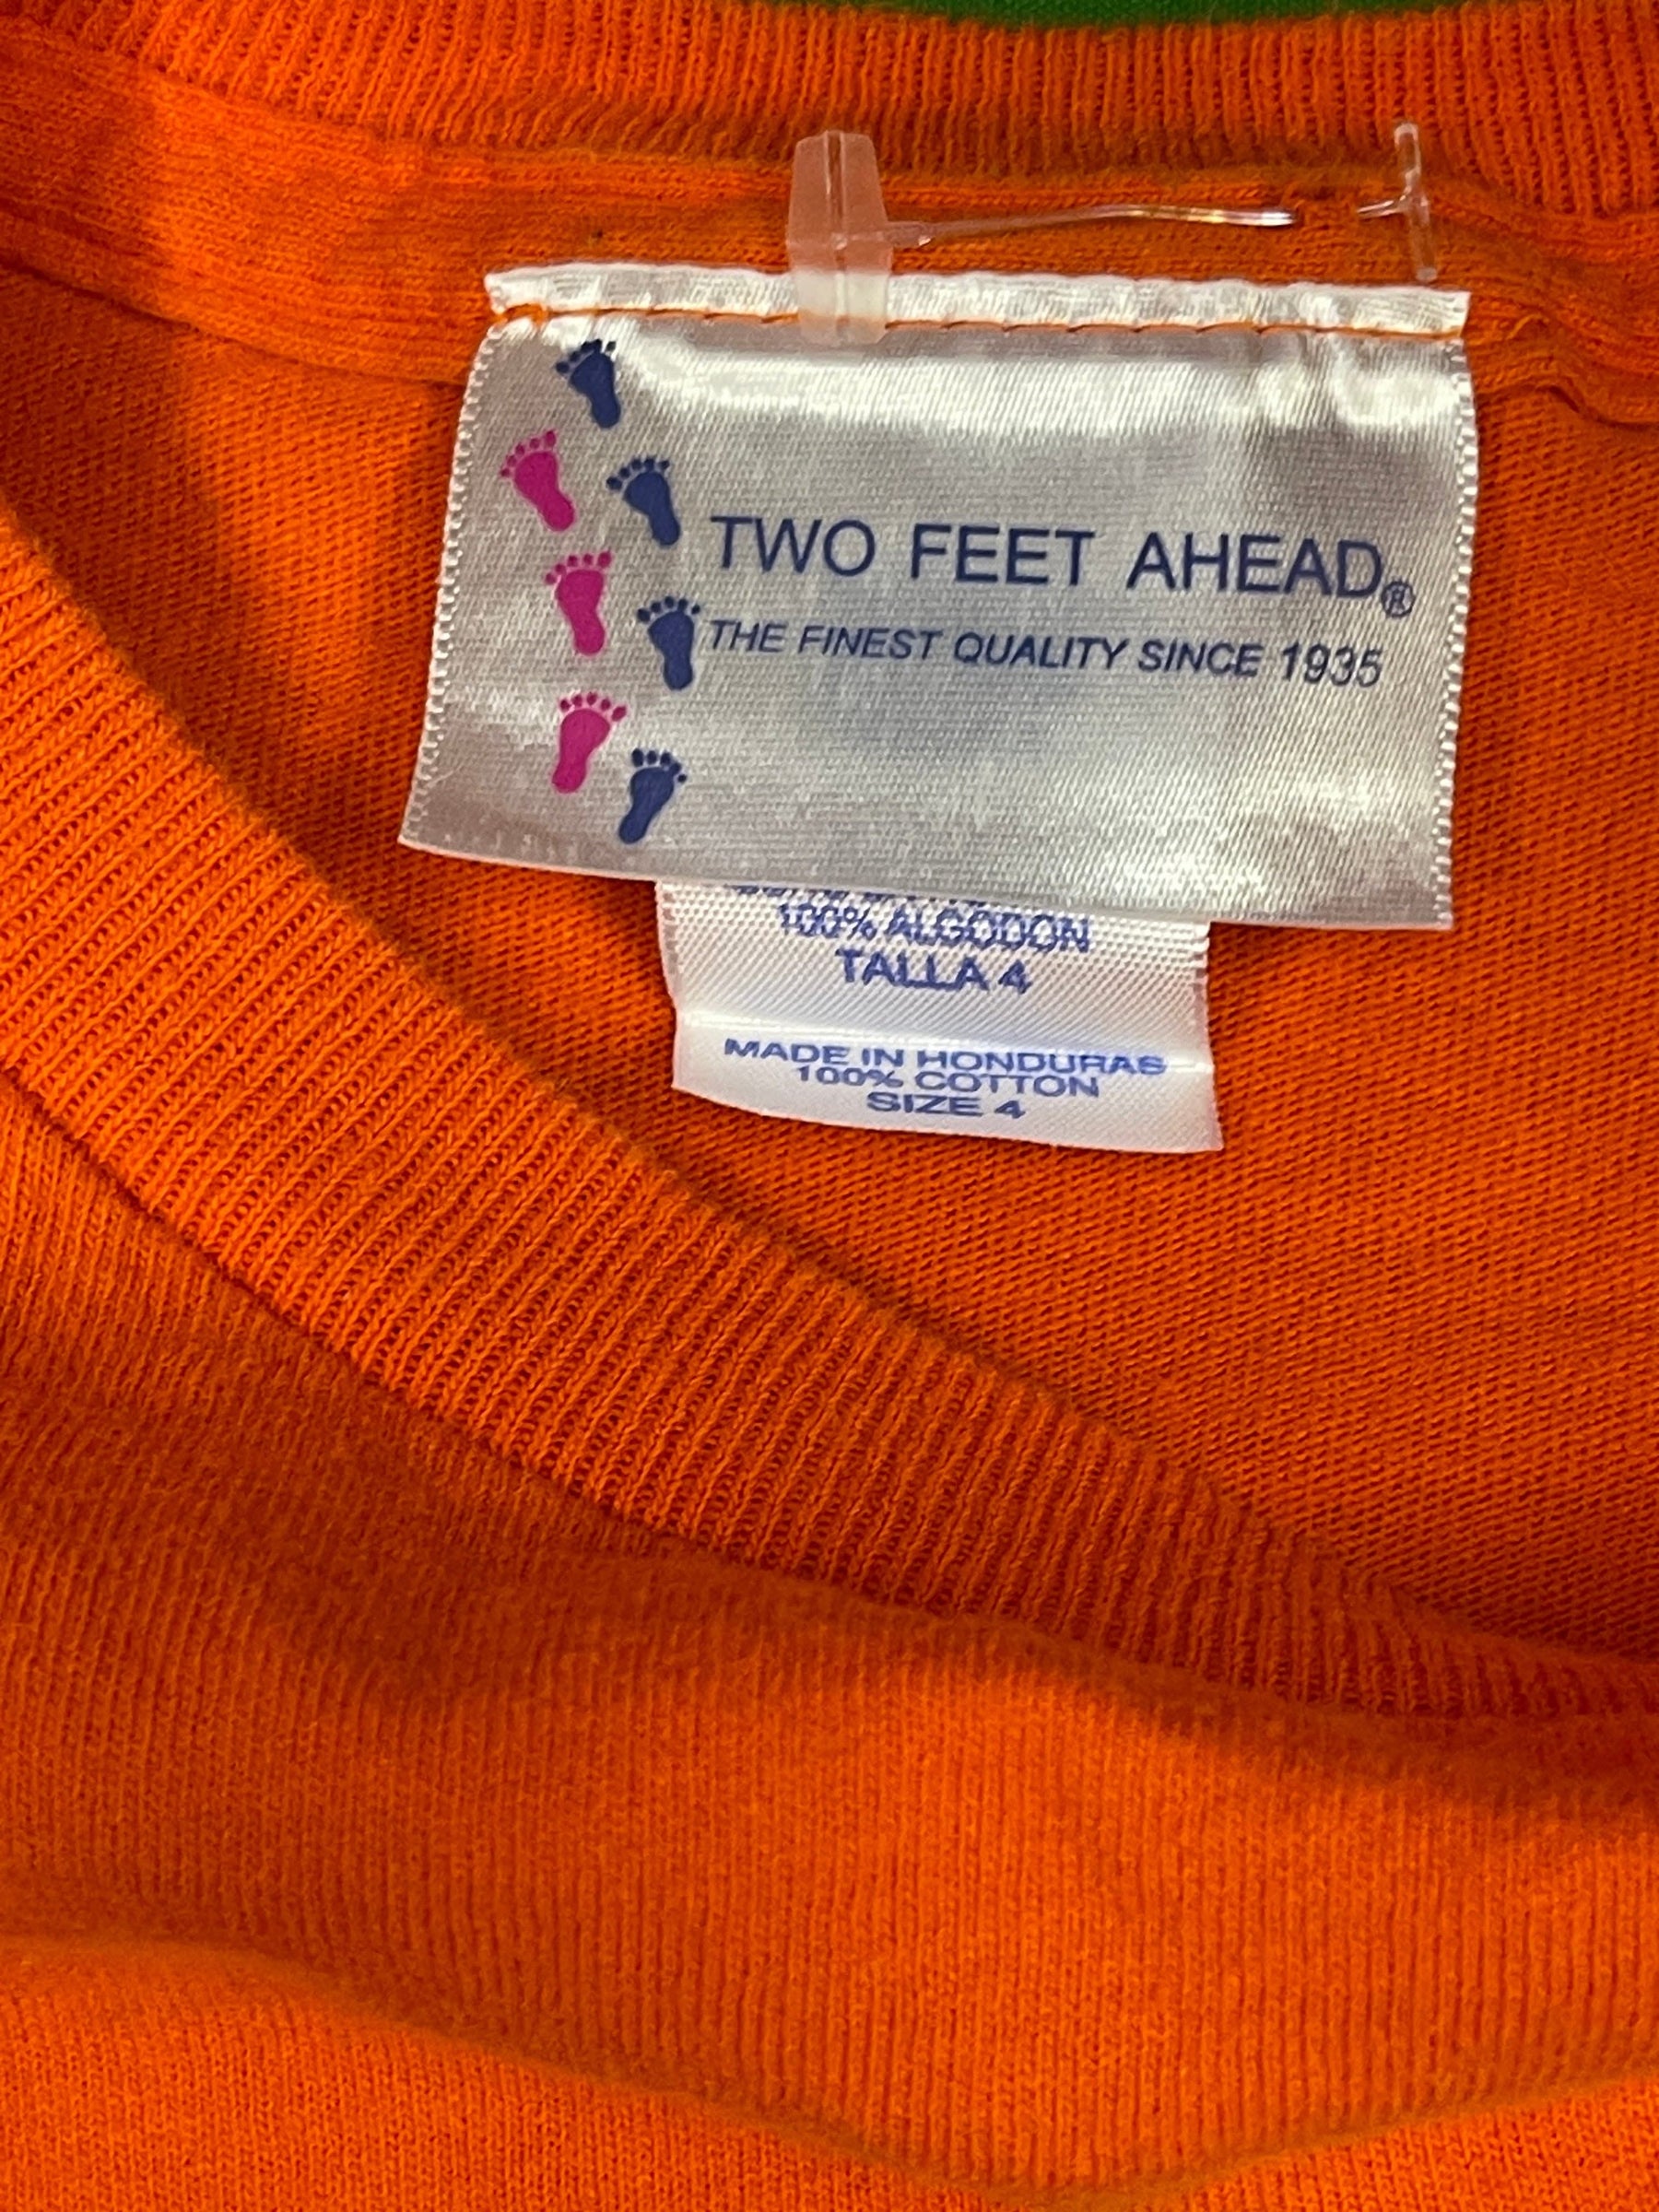 TWO FEET AHEAD®
THE FINEST QUALITY SINCE 1935
100% ALGODON
TALLA 4
MADE IN HONDURAS
100% COTTON
SIZE 4